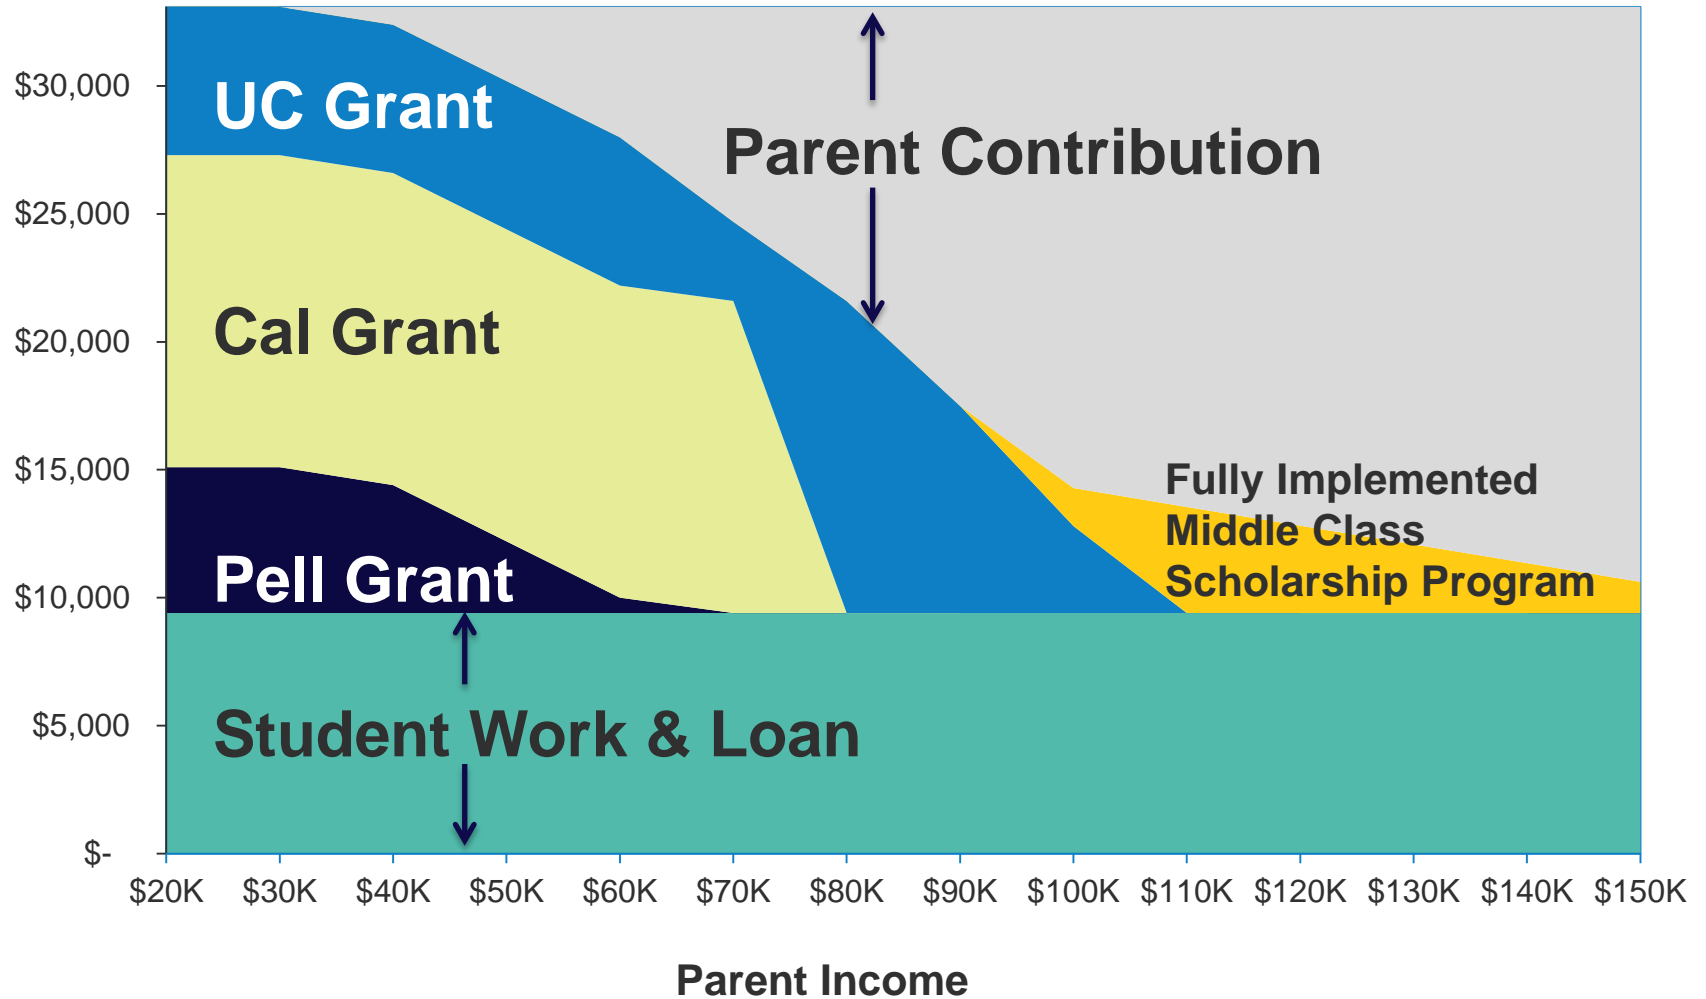 $30,000
$25,000
$20,000
$15,000
$10,000
$5,000
$-
UC Grant
Parent Contribution
Cal Grant
Fully Implemented
Middle Class
Scholarship Program
Pell Grant
Student Work & Loan
$20K $30K $40K $50K $60K $70K $80K $90K $100K $110K $120K $130K $140K $150K
Parent Income